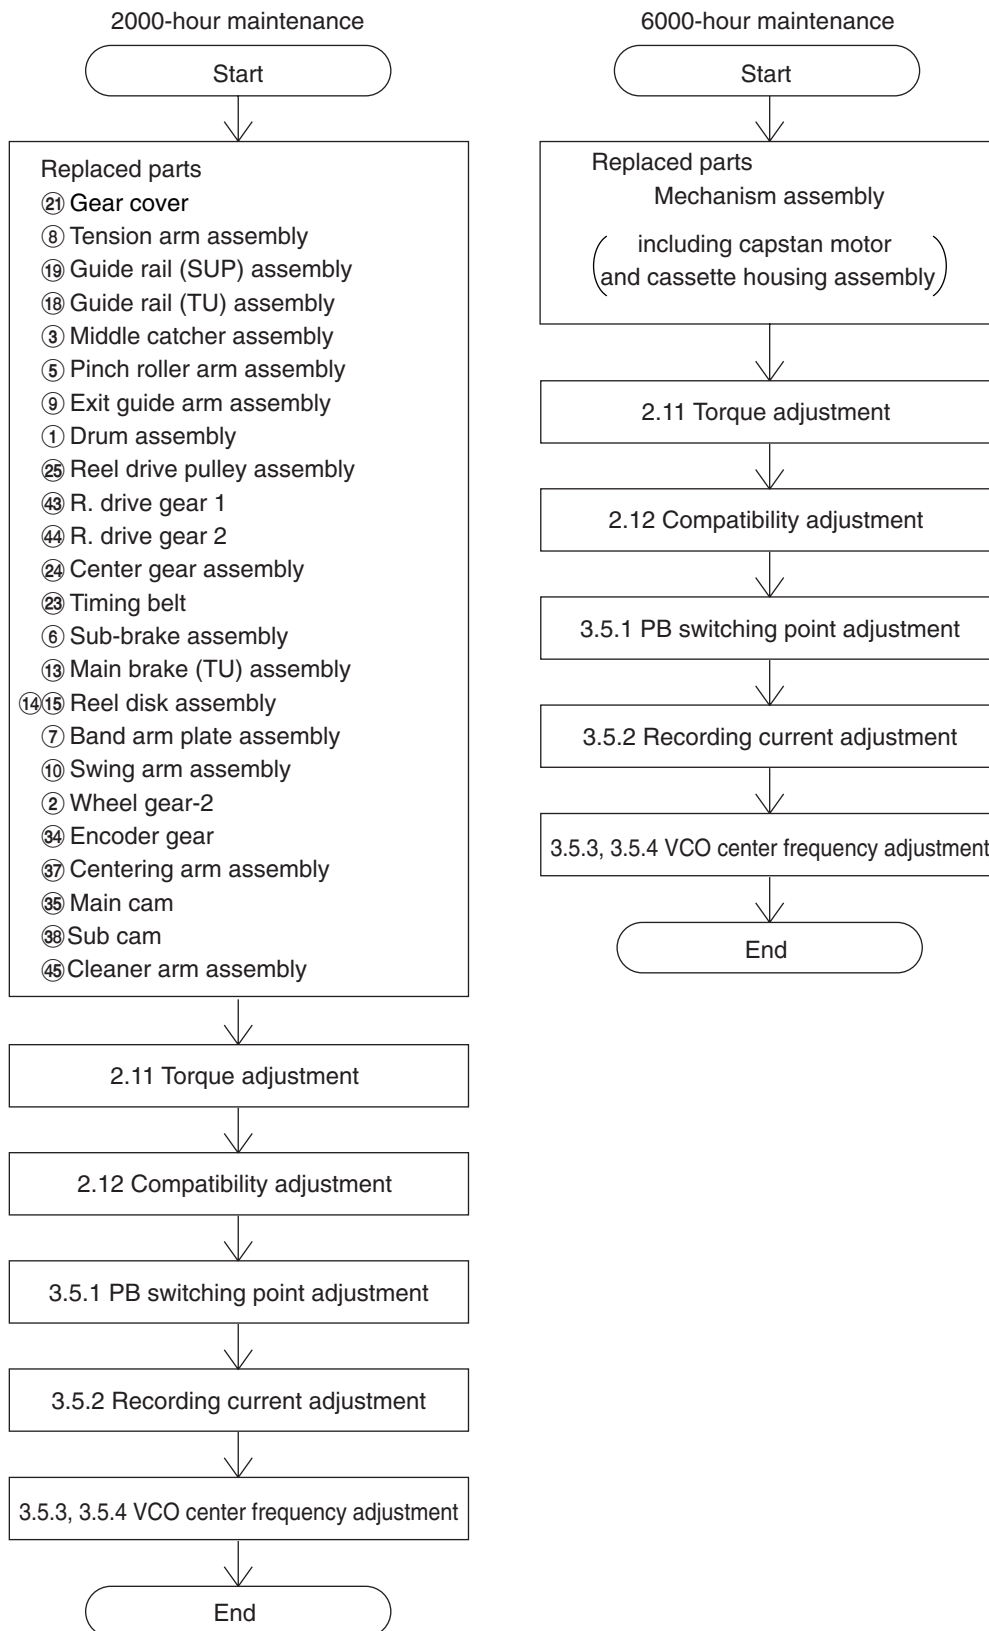 2000-hour maintenance
Start
Replaced parts
㉑ Gear cover
⑧ Tension arm assembly
⑲ Guide rail (SUP) assembly
⑱ Guide rail (TU) assembly
③ Middle catcher assembly
⑤ Pinch roller arm assembly
⑨ Exit guide arm assembly
① Drum assembly
㉕ Reel drive pulley assembly
㊸ R. drive gear 1
㊹ R. drive gear 2
㉔ Center gear assembly
㉓ Timing belt
⑥ Sub-brake assembly
⑬ Main brake (TU) assembly
⑭⑮ Reel disk assembly
⑦ Band arm plate assembly
⑩ Swing arm assembly
② Wheel gear-2
㉞ Encoder gear
㊲ Centering arm assembly
㉟ Main cam
㊳ Sub cam
㊺ Cleaner arm assembly
2.11 Torque adjustment
2.12 Compatibility adjustment
3.5.1 PB switching point adjustment
3.5.2 Recording current adjustment
3.5.3, 3.5.4 VCO center frequency adjustment
End
6000-hour maintenance
Start
Replaced parts
Mechanism assembly
(including capstan motor
and cassette housing assembly)
2.11 Torque adjustment
2.12 Compatibility adjustment
3.5.1 PB switching point adjustment
3.5.2 Recording current adjustment
3.5.3, 3.5.4 VCO center frequency adjustment
End